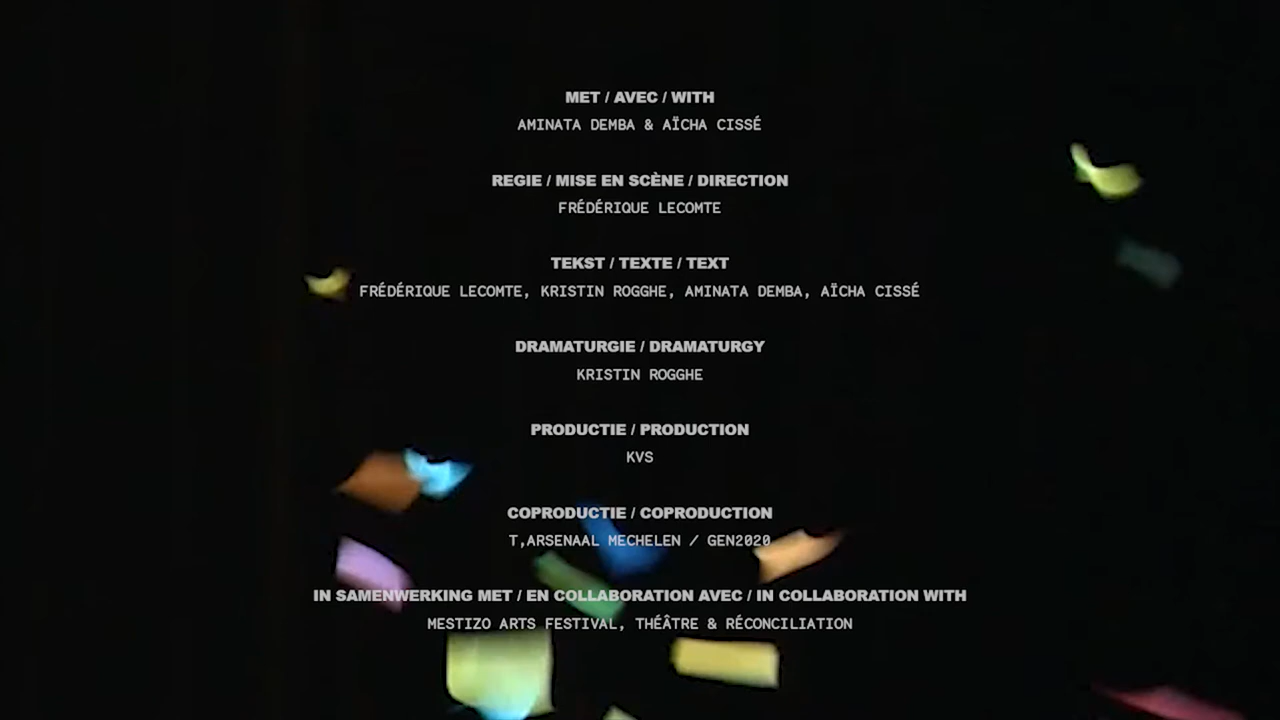 MET / AVEC / WITH
AMINATA DEMBA & AÏCHA CISSÉ
REGIE / MISE EN SCÈNE / DIRECTION
FRÉDÉRIQUE LECOMTE
TEKST / TEXTE / TEXT
FRÉDÉRIQUE LECOMTE, KRISTIN ROGGHE, AMINATA DEMBA, AÏCHA CISSÉ
DRAMATURGIE / DRAMATURGY
KRISTIN ROGGHE
PRODUCTIE / PRODUCTION
KVS
COPRODUCTIE / COPRODUCTION
T,ARSENAAL MECHELEN / GEN2020
IN SAMENWERKING MET / EN COLLABORATION AVEC / IN COLLABORATION WITH
MESTIZO ARTS FESTIVAL, THÉÂTRE & RÉCONCILIATION